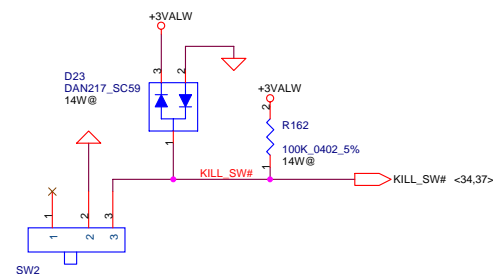 +3VALW
3
2
D23
DAN217_SC59
14W@
1
+3VALW
2
R162
100K_0402_5%
1
14W@
KILL_SW#
KILL_SW# <34,37>
1
2
3
1
2
3
SW2